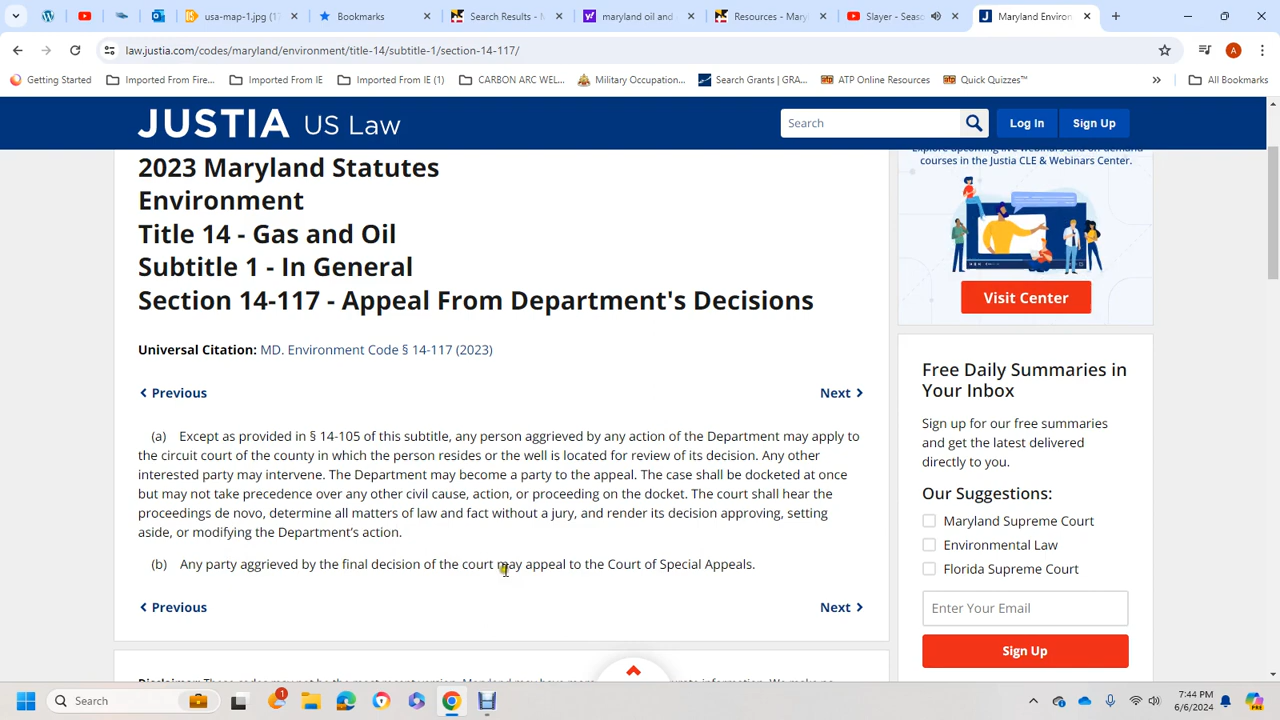 usa-map-1.jpg (
Bookmarks
Search Results - M
maryland oil and
Resources - Mary
Slayer - Seaso
Maryland Environ
law.justia.com/codes/maryland/environment/title-14/subtitle-1/section-14-117/
A
Getting Started
Imported From Fire...
Imported From IE
Imported From IE (1)
CARBON ARC WEL...
Military Occupation...
Search Grants | GRA...
ATP Online Resources
Quick Quizzes™
All Bookmarks
JUSTIA US Law
Search
Log In
Sign Up
2023 Maryland Statutes
Environment
Title 14 - Gas and Oil
Subtitle 1 - In General
Section 14-117 - Appeal From Department's Decisions
Universal Citation: MD. Environment Code § 14-117 (2023)
Previous
Next
(a) Except as provided in § 14-105 of this subtitle, any person aggrieved by any action of the Department may apply to
the circuit court of the county in which the person resides or the well is located for review of its decision. Any other
interested party may intervene. The Department may become a party to the appeal. The case shall be docketed at once
but may not take precedence over any other civil cause, action, or proceeding on the docket. The court shall hear the
proceedings de novo, determine all matters of law and fact without a jury, and render its decision approving, setting
aside, or modifying the Department's action.
(b) Any party aggrieved by the final decision of the court may appeal to the Court of Special Appeals.
Previous
Next
courses in the Justia CLE & Webinars Center.
Visit Center
Free Daily Summaries in
Your Inbox
Sign up for our free summaries
and get the latest delivered
directly to you.
Our Suggestions:
Maryland Supreme Court
Environmental Law
Florida Supreme Court
Enter Your Email
Sign Up
Search
7:44 PM
6/6/2024